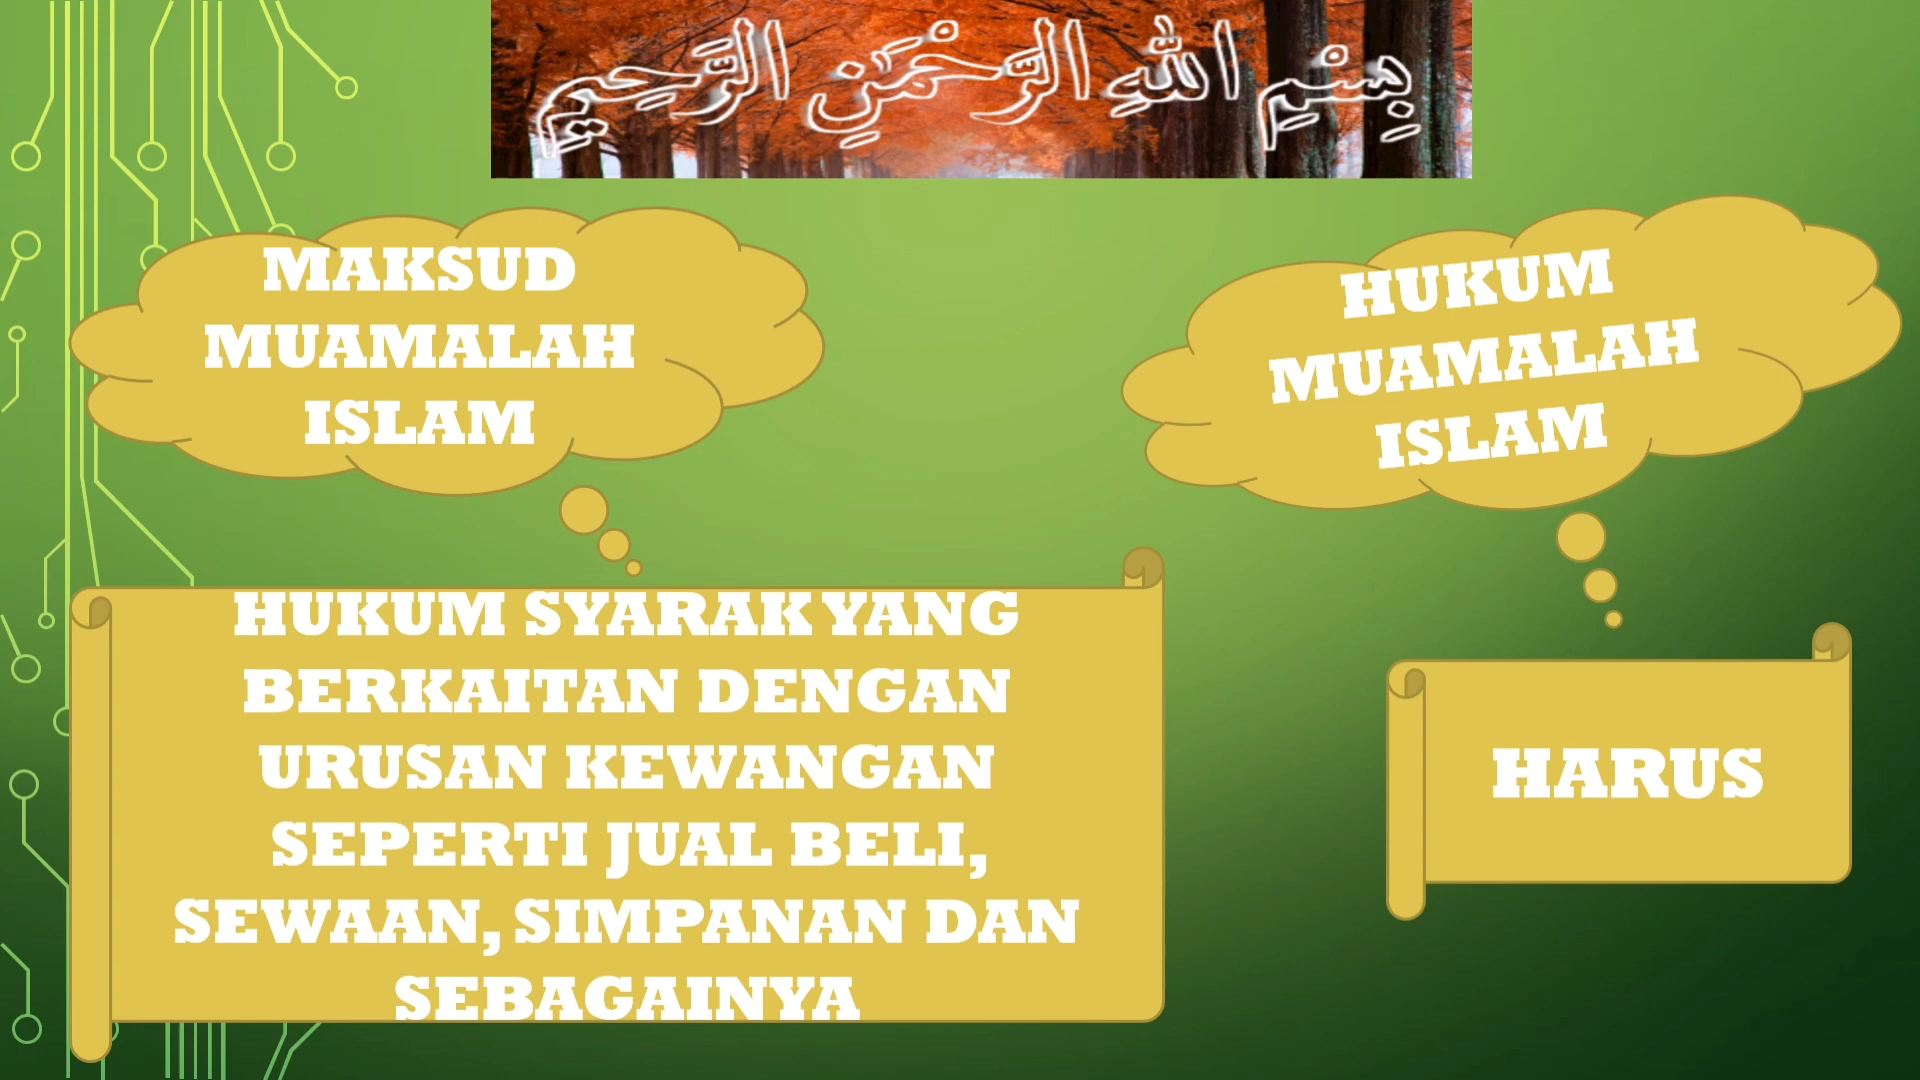 بِسْمِ اللهِ الرَّحْمَنِ الرَّحِيمِ
MAKSUD
MUAMALAH
ISLAM
HUKUM SYARAK YANG
BERKAITAN DENGAN
URUSAN KEWANGAN
SEPERTI JUAL BELI,
SEWAAN, SIMPANAN DAN
SEBAGAINYA
HUKUM
MUAMALAH
ISLAM
HARUS